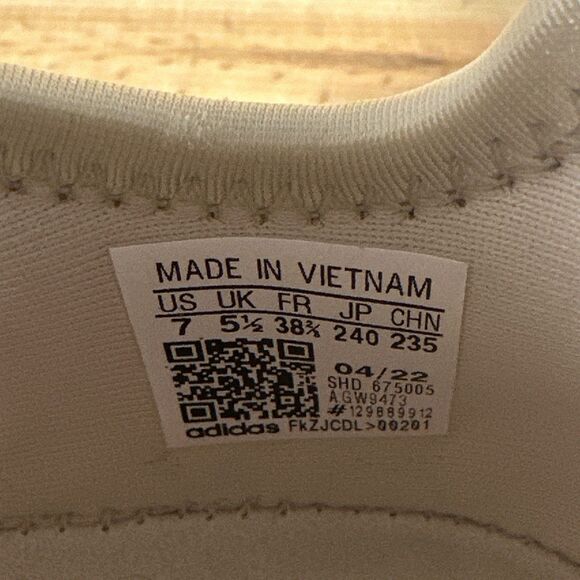 MADE IN VIETNAM
US UK FR JP CHN
7 5½ 38⅔ 240 235
04/22
SHD 675005
A.GW9473
#129889912
adidas FkZJCDL>00201